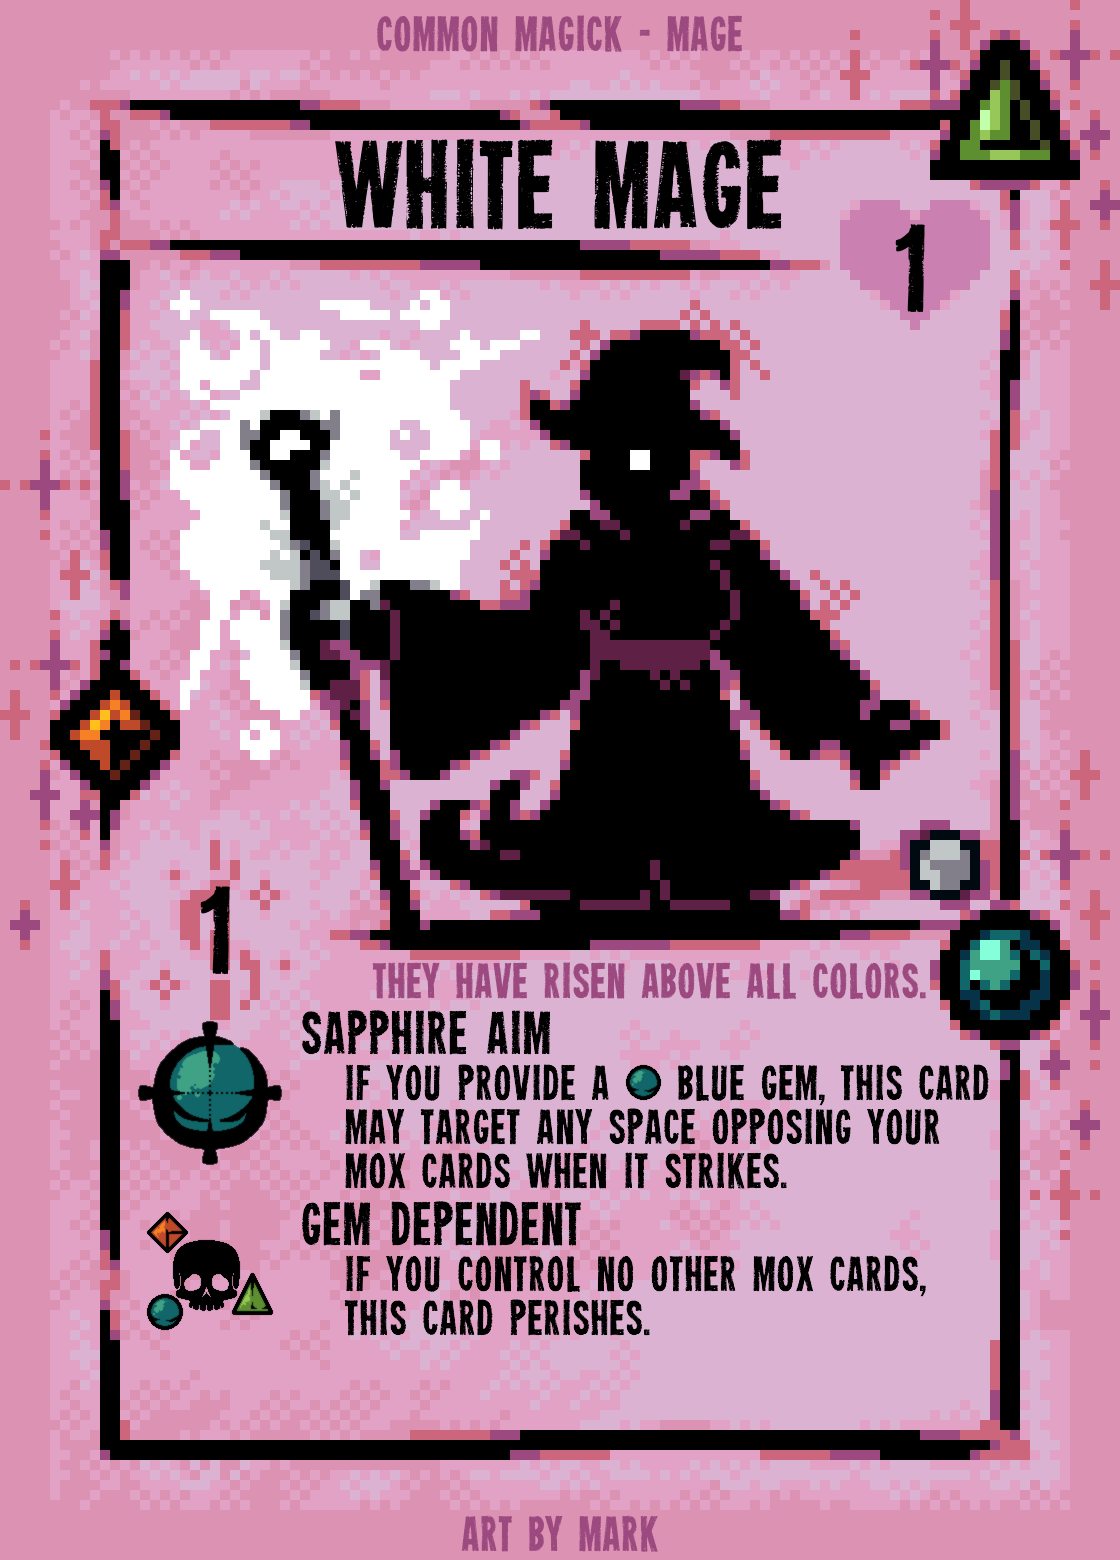 COMMON MAGICK - MAGE
WHITE MAGE
1
1
THEY HAVE RISEN ABOVE ALL COLORS.
SAPPHIRE AIM
IF YOU PROVIDE A BLUE GEM, THIS CARD
MAY TARGET ANY SPACE OPPOSING YOUR
MOX CARDS WHEN IT STRIKES.
GEM DEPENDENT
IF YOU CONTROL NO OTHER MOX CARDS,
THIS CARD PERISHES.
ART BY MARK